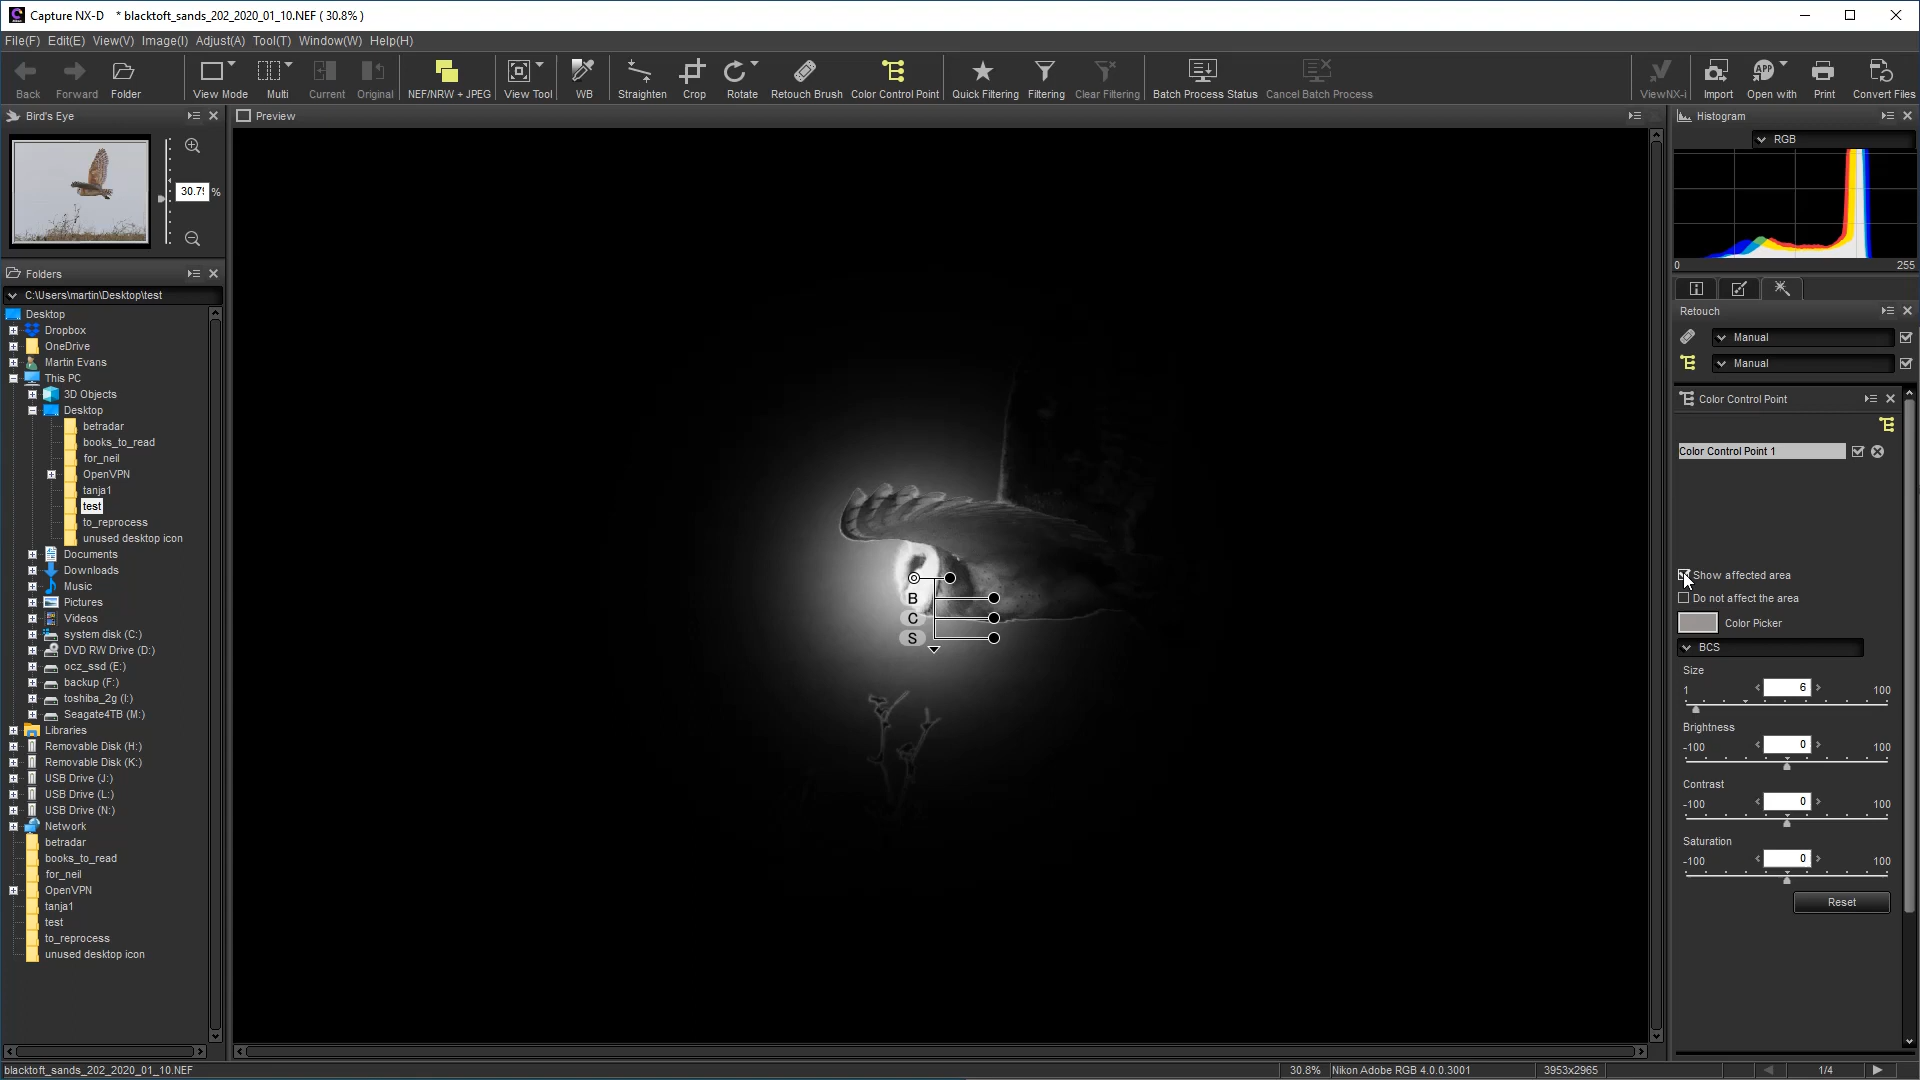 Capture NX-D * blacktoft_sands_202_2020_01_10.NEF ( 30.8% )
File(F) Edit(E) View(V) Image(I) Adjust(A) Tool(T) Window(W) Help(H)
Back Forward Folder View Mode Multi Current Original NEF/NRW + JPEG View Tool WB Straighten Crop Rotate Retouch Brush Color Control Point Quick Filtering Filtering Clear Filtering Batch Process Status Cancel Batch Process ViewNX-i Import Open with Print Convert Files
APP
Bird's Eye
30.7 %
Folders
C:\Users\martin\Desktop\test
Desktop
Dropbox
OneDrive
Martin Evans
This PC
3D Objects
Desktop
betradar
books_to_read
for_neil
OpenVPN
tanja1
test
to_reprocess
unused desktop icon
Documents
Downloads
Music
Pictures
Videos
system disk (C:)
DVD RW Drive (D:)
ocz_ssd (E:)
backup (F:)
toshiba_2g (I:)
Seagate4TB (M:)
Libraries
Removable Disk (H:)
Removable Disk (K:)
USB Drive (J:)
USB Drive (L:)
USB Drive (N:)
Network
betradar
books_to_read
for_neil
OpenVPN
tanja1
test
to_reprocess
unused desktop icon
Preview
B
C
S
Histogram
RGB
0 255
Retouch
Manual
Manual
Color Control Point
Color Control Point 1
Show affected area
Do not affect the area
Color Picker
BCS
Size
1 6 100
Brightness
-100 0 100
Contrast
-100 0 100
Saturation
-100 0 100
Reset
blacktoft_sands_202_2020_01_10.NEF 30.8% Nikon Adobe RGB 4.0.0.3001 3953x2965 1/4